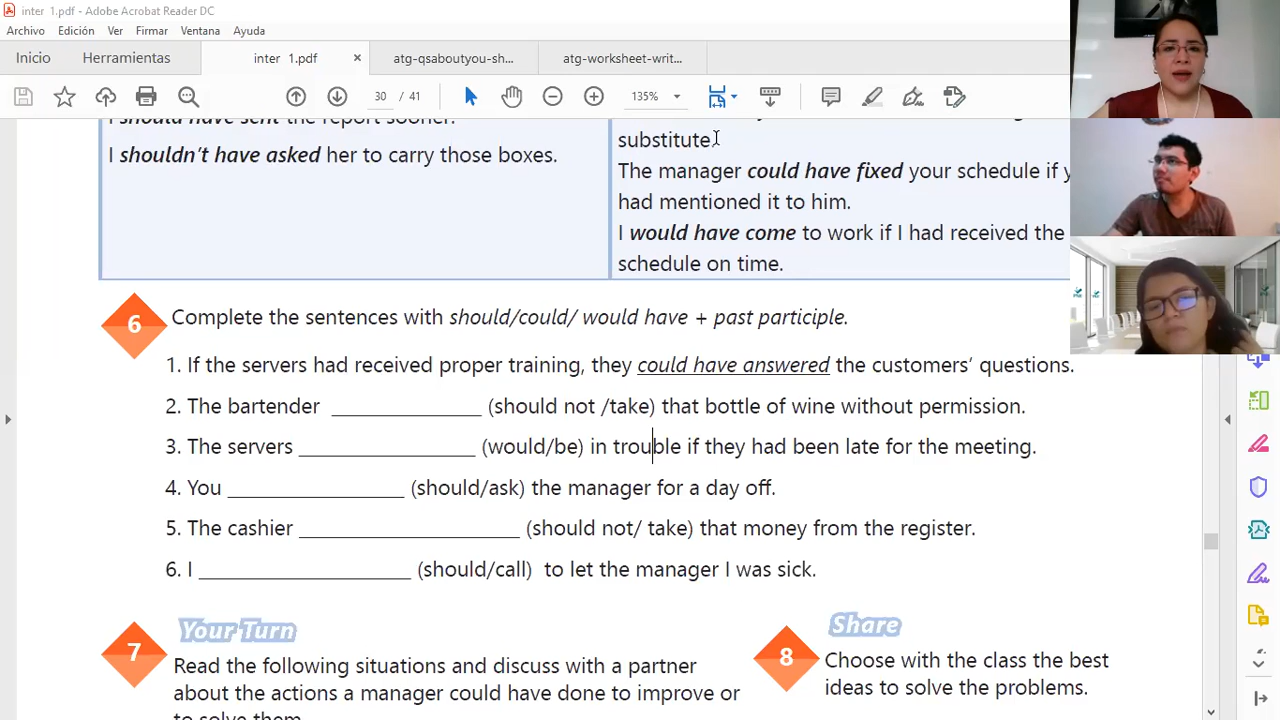 inter 1.pdf - Adobe Acrobat Reader DC
Archivo Edición Ver Firmar Ventana Ayuda
Inicio Herramientas inter 1.pdf × atg-qsaboutyou-sh... atg-worksheet-writ...
30 / 41 135%
I should have sent the report sooner.
I shouldn't have asked her to carry those boxes.
substitute.
The manager could have fixed your schedule if
had mentioned it to him.
I would have come to work if I had received the
schedule on time.
6 Complete the sentences with should/could/ would have + past participle.
1. If the servers had received proper training, they could have answered the customers' questions.
2. The bartender ______________ (should not /take) that bottle of wine without permission.
3. The servers ________________ (would/be) in trouble if they had been late for the meeting.
4. You ________________ (should/ask) the manager for a day off.
5. The cashier ____________________ (should not/ take) that money from the register.
6. I ___________________ (should/call) to let the manager I was sick.
7 Your Turn
Read the following situations and discuss with a partner
about the actions a manager could have done to improve or
to solve them
8 Share
Choose with the class the best
ideas to solve the problems.